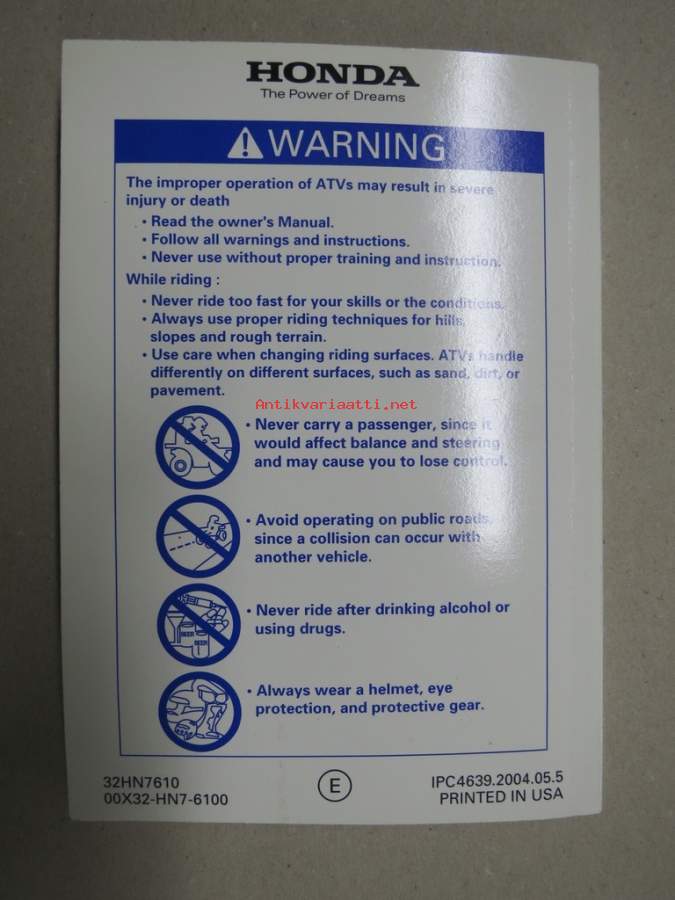 HONDA
The Power of Dreams
WARNING
The improper operation of ATVs may result in severe
injury or death
• Read the owner's Manual.
• Follow all warnings and instructions.
• Never use without proper training and instruction.
While riding :
• Never ride too fast for your skills or the conditions.
• Always use proper riding techniques for hills,
slopes and rough terrain.
• Use care when changing riding surfaces. ATVs handle
differently on different surfaces, such as sand, dirt, or
pavement.
Antikvariaatti.net
• Never carry a passenger, since it
would affect balance and steering
and may cause you to lose control.
• Avoid operating on public roads,
since a collision can occur with
another vehicle.
• Never ride after drinking alcohol or
using drugs.
BEER BEER
• Always wear a helmet, eye
protection, and protective gear.
32HN7610
00X32-HN7-6100
E
IPC4639.2004.05.5
PRINTED IN USA